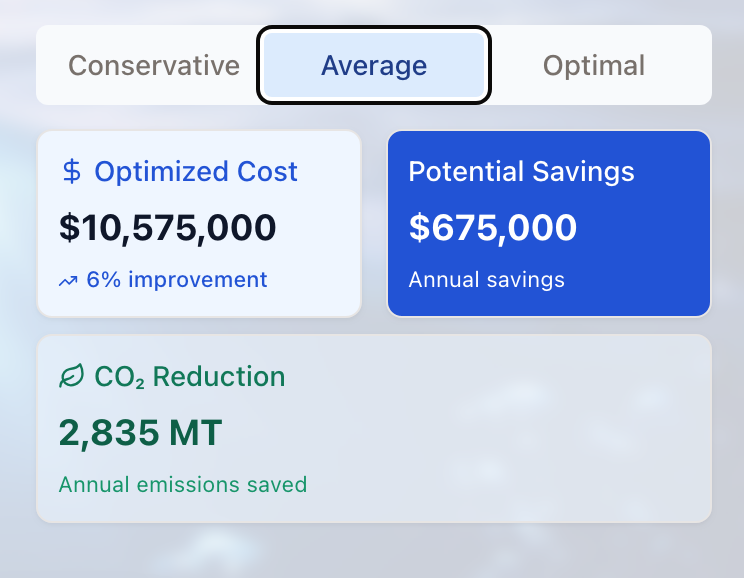 Conservative
Average
Optimal
Optimized Cost
$10,575,000
6% improvement
Potential Savings
$675,000
Annual savings
CO₂ Reduction
2,835 MT
Annual emissions saved